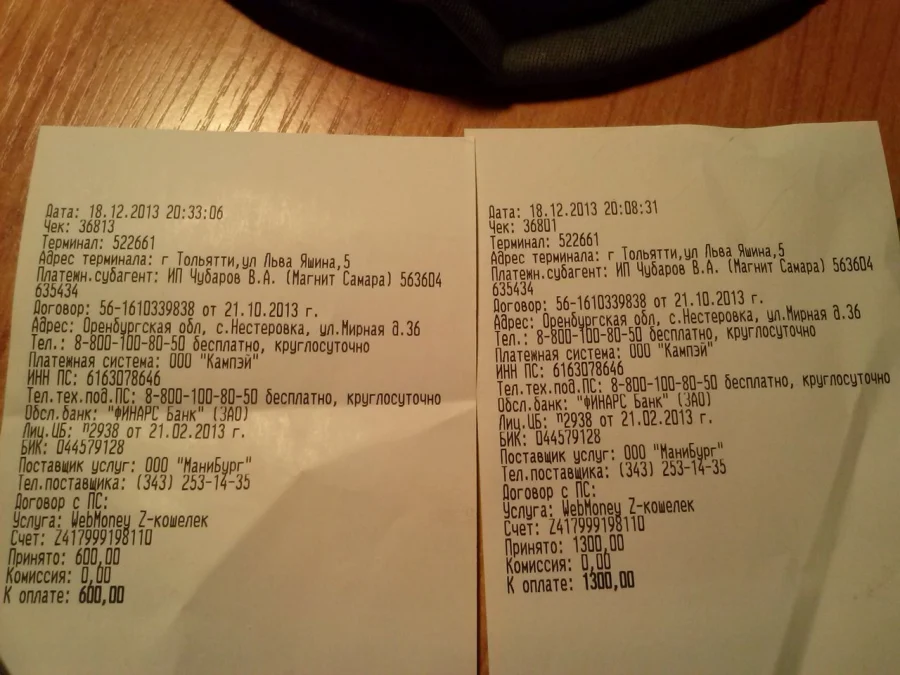 Дата: 18.12.2013 20:33:06
Чек: 36813
Терминал: 522661
Адрес терминала: г Тольятти,ул Льва Яшина,5
Платежн.субагент: ИП Чубаров В.А. (Магнит Самара) 563604
635434
Договор: 56-1610339838 от 21.10.2013 г.
Адрес: Оренбургская обл, с.Нестеровка, ул.Мирная д.36
Тел.: 8-800-100-80-50 бесплатно, круглосуточно
Платежная система: ООО "Кампэй"
ИНН ПС: 6163078646
Тел.тех.под.ПС: 8-800-100-80-50 бесплатно, круглосуточно
Обсл.банк: "ФИНАРС Банк" (ЗАО)
Лиц.ЦБ: п2938 от 21.02.2013 г.
БИК: 044579128
Поставщик услуг: ООО "МаниБург"
Тел.поставщика: (343) 253-14-35
Договор с ПС:
Услуга: WebMoney Z-кошелек
Счет: Z417999198110
Принято: 600,00
Комиссия: 0,00
К оплате: 600,00
Дата: 18.12.2013 20:08:31
Чек: 36801
Терминал: 522661
Адрес терминала: г Тольятти,ул Льва Яшина,5
Платежн.субагент: ИП Чубаров В.А. (Магнит Самара) 563604
635434
Договор: 56-1610339838 от 21.10.2013 г.
Адрес: Оренбургская обл, с.Нестеровка, ул.Мирная д.36
Тел.: 8-800-100-80-50 бесплатно, круглосуточно
Платежная система: ООО "Кампэй"
ИНН ПС: 6163078646
Тел.тех.под.ПС: 8-800-100-80-50 бесплатно, круглосуточно
Обсл.банк: "ФИНАРС Банк" (ЗАО)
Лиц.ЦБ: п2938 от 21.02.2013 г.
БИК: 044579128
Поставщик услуг: ООО "МаниБург"
Тел.поставщика: (343) 253-14-35
Договор с ПС:
Услуга: WebMoney Z-кошелек
Счет: Z417999198110
Принято: 1300,00
Комиссия: 0,00
К оплате: 1300,00